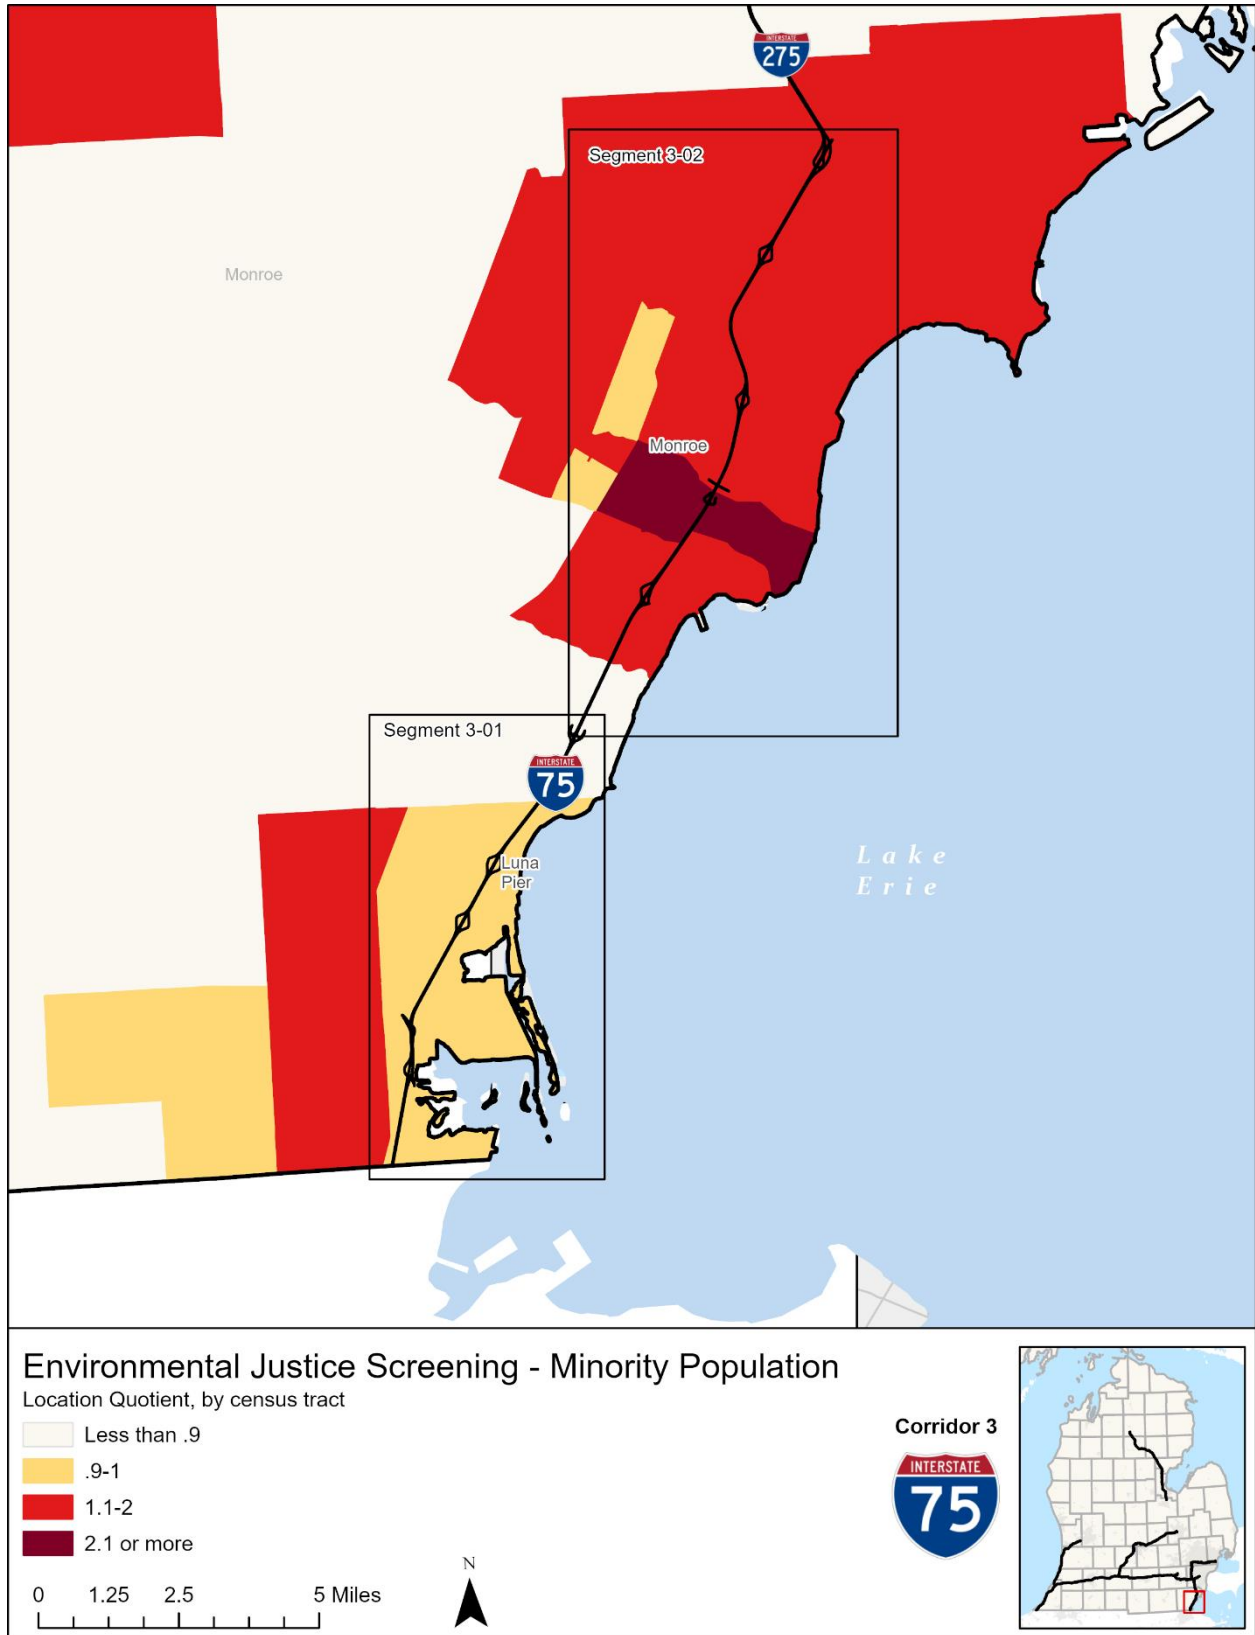 INTERSTATE
275
Segment 3-02
Monroe
Monroe
Segment 3-01
INTERSTATE
75
Luna
Pier
Lake
Erie
Environmental Justice Screening - Minority Population
Location Quotient, by census tract
Less than .9
.9-1
1.1-2
2.1 or more
0 1.25 2.5 5 Miles
N
Corridor 3
INTERSTATE
75